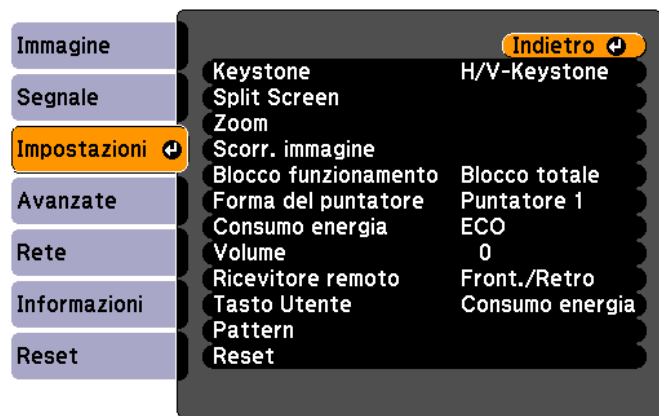 Immagine
Segnale
Impostazioni
Avanzate
Rete
Informazioni
Reset
Indietro
Keystone H/V-Keystone
Split Screen
Zoom
Scorr. immagine
Blocco funzionamento Blocco totale
Forma del puntatore Puntatore 1
Consumo energia ECO
Volume 0
Ricevitore remoto Front./Retro
Tasto Utente Consumo energia
Pattern
Reset